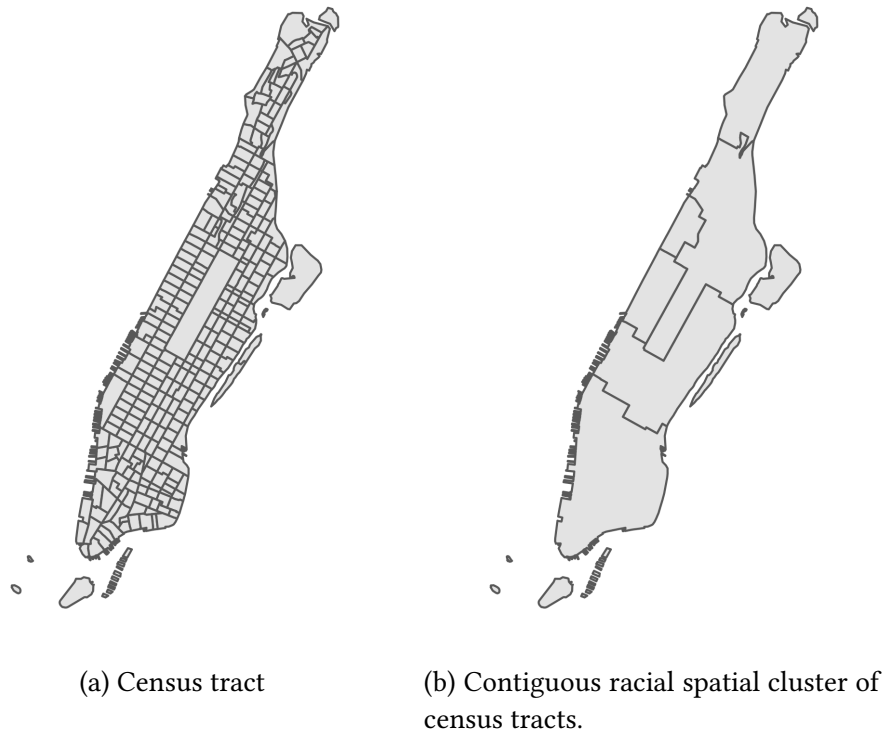 (a) Census tract
(b) Contiguous racial spatial cluster of
census tracts.